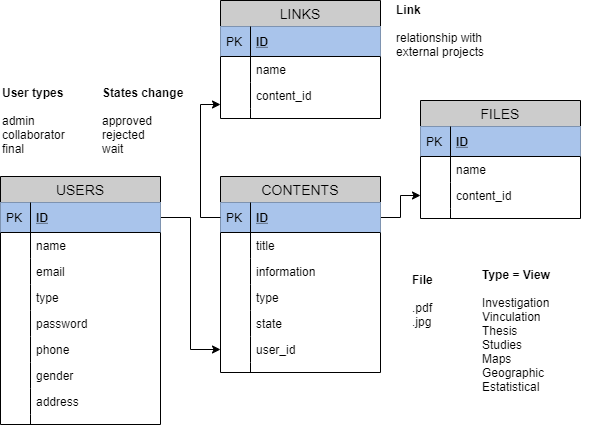 LINKS
PK ID
name
content_id
Link
relationship with
external projects
User types
admin
collaborator
final
States change
approved
rejected
wait
FILES
PK ID
name
content_id
USERS
PK ID
name
email
type
password
phone
gender
address
CONTENTS
PK ID
title
information
type
state
user_id
File
.pdf
.jpg
Type = View
Investigation
Vinculation
Thesis
Studies
Maps
Geographic
Estatistical